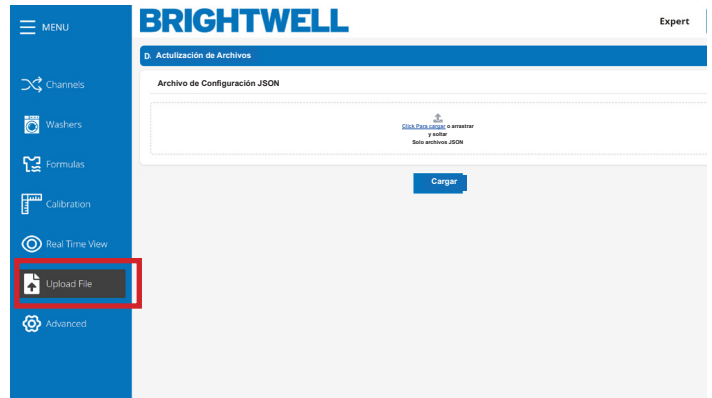 MENU
BRIGHTWELL
Expert
D. Actulización de Archivos
Archivo de Configuración JSON
Click Para cargar o arrastrar
y soltar
Solo archivos JSON
Cargar
Channels
Washers
Formulas
Calibration
Real Time View
Upload File
Advanced